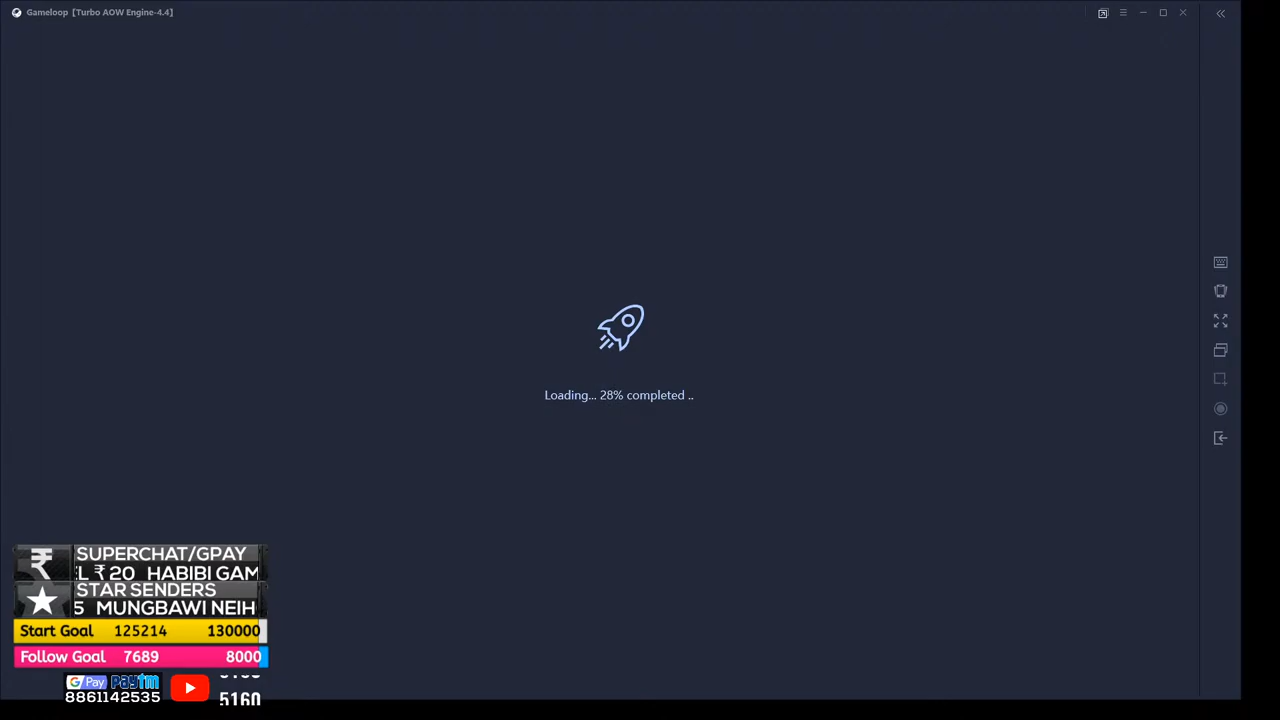 Gameloop [Turbo AOW Engine-4.4]
Loading... 28% completed ..
SUPERCHAT/GPAY
₹ 20 HABIBI GAM
STAR SENDERS
5 MUNGBAWI NEIH
Start Goal 125214 130000
Follow Goal 7689 8000
G Pay Paytm
8861142535
5160